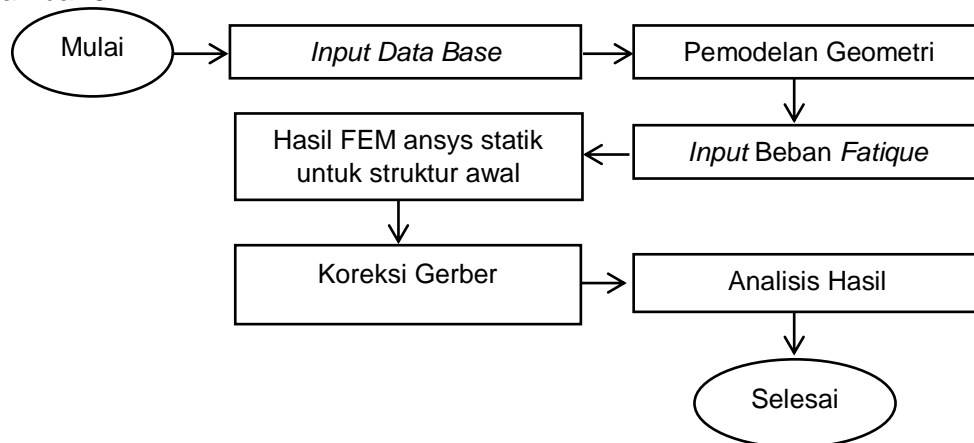 Mulai
Input Data Base
Pemodelan Geometri
Input Beban Fatique
Hasil FEM ansys statik
untuk struktur awal
Koreksi Gerber
Analisis Hasil
Selesai